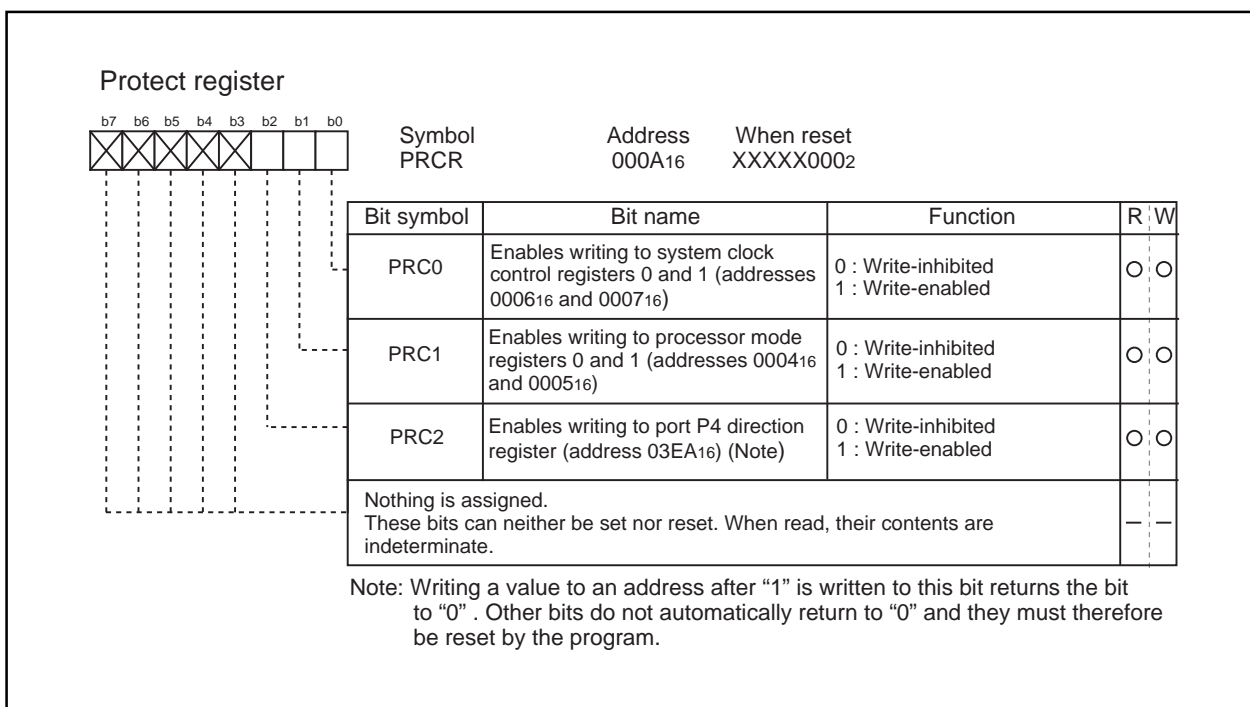 Protect register
b7 b6 b5 b4 b3 b2 b1 b0
Symbol Address When reset
PRCR 000A16 XXXXX0002
Bit symbol Bit name Function R W
PRC0
Enables writing to system clock
control registers 0 and 1 (addresses
000616 and 000716)
0 : Write-inhibited
1 : Write-enabled
PRC1
Enables writing to processor mode
registers 0 and 1 (addresses 000416
and 000516)
0 : Write-inhibited
1 : Write-enabled
PRC2
Enables writing to port P4 direction
register (address 03EA16) (Note)
0 : Write-inhibited
1 : Write-enabled
Nothing is assigned.
These bits can neither be set nor reset. When read, their contents are
indeterminate.
Note: Writing a value to an address after “1” is written to this bit returns the bit
to “0” . Other bits do not automatically return to “0” and they must therefore
be reset by the program.